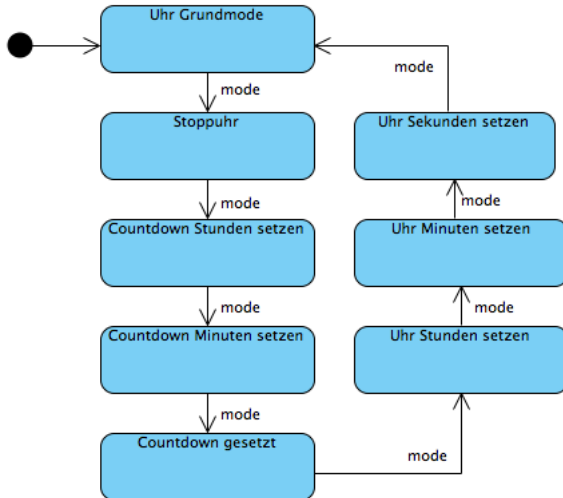 Uhr Grundmode
mode
mode
Stoppuhr
Uhr Sekunden setzen
mode
mode
Countdown Stunden setzen
Uhr Minuten setzen
mode
mode
Countdown Minuten setzen
Uhr Stunden setzen
mode
Countdown gesetzt
mode